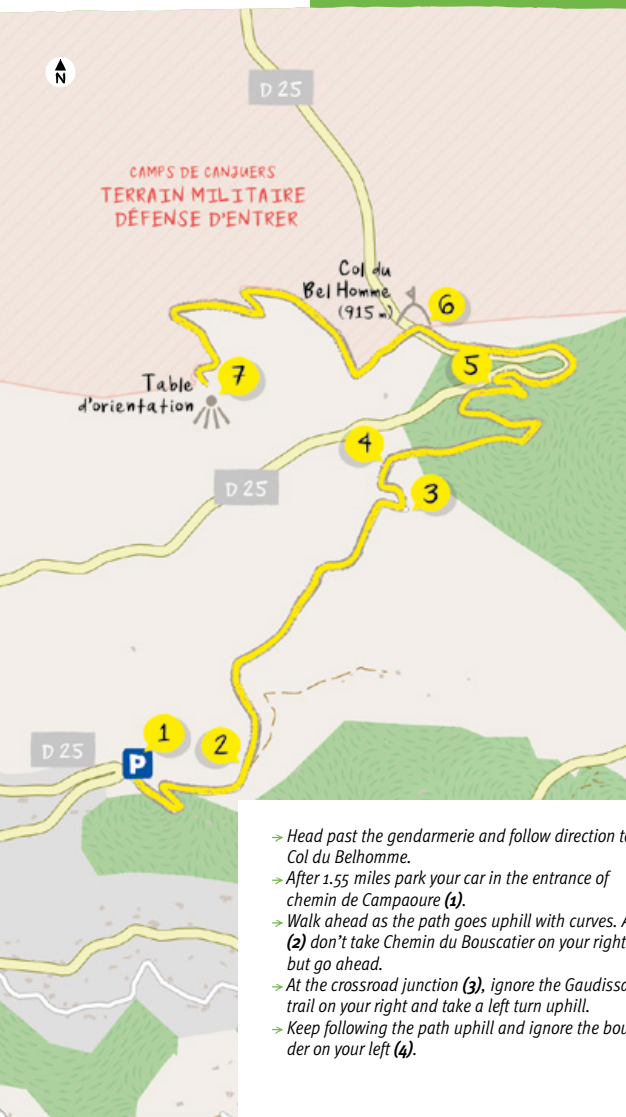 N
D 25
CAMPS DE CANJUERS
TERRAIN MILITAIRE
DÉFENSE D'ENTRER
Col du
Bel Homme
(915 m)
6
5
7
Table
d'orientation
4
D 25
3
1
2
D 25
P
→ Head past the gendarmerie and follow direction
Col du Belhomme.
→ After 1.55 miles park your car in the entrance of
chemin de Campaoure (1).
→ Walk ahead as the path goes uphill with curves.
(2) don't take Chemin du Bouscatier on your right
but go ahead.
→ At the crossroad junction (3), ignore the
trail on your right and take a left turn uphill.
→ Keep following the path uphill and ignore the bou
der on your left (4).